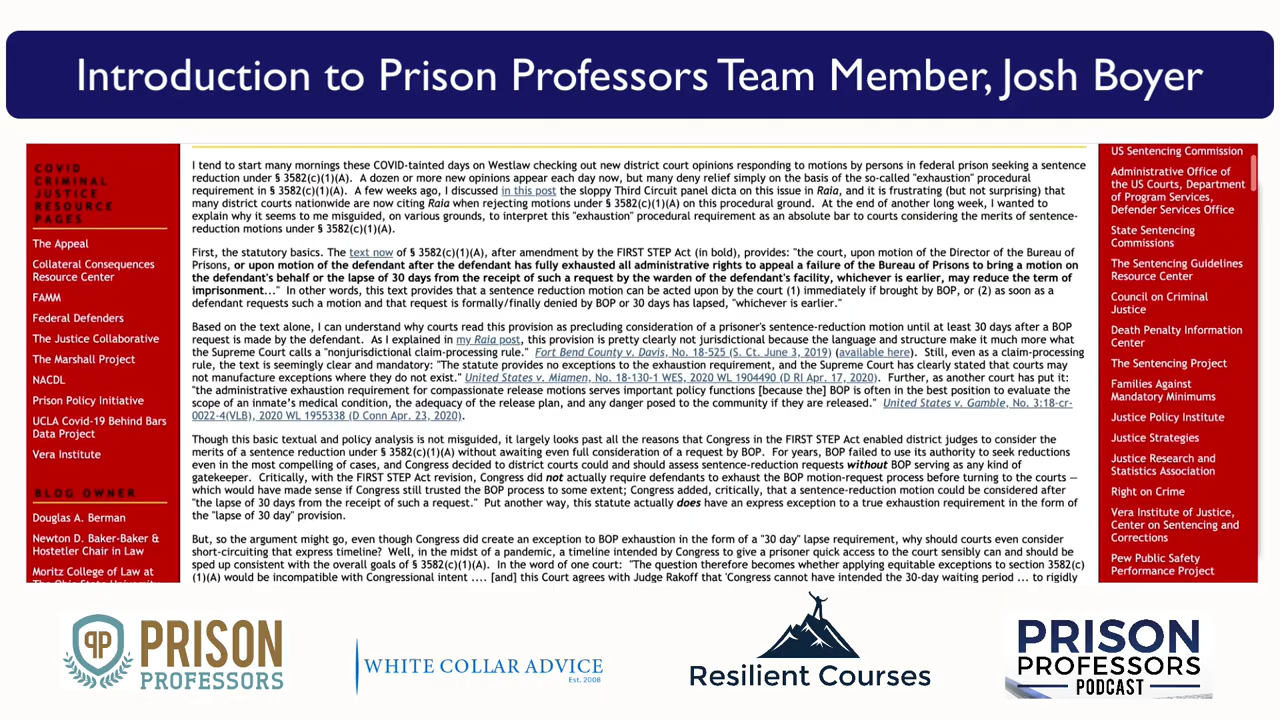 Introduction to Prison Professors Team Member, Josh Boyer
COVID
CRIMINAL
JUSTICE
RESOURCE
PAGES
The Appeal
Collateral Consequences
Resource Center
FAMM
Federal Defenders
The Justice Collaborative
The Marshall Project
NACDL
Prison Policy Initiative
UCLA Covid-19 Behind Bars
Data Project
Vera Institute
BLOG OWNER
Douglas A. Berman
Newton D. Baker-Baker &
Hostetler Chair in Law
Moritz College of Law at
The Ohio State University
I tend to start many mornings these COVID-tainted days on Westlaw checking out new district court opinions responding to motions by persons in federal prison seeking a sentence
reduction under § 3582(c)(1)(A). A dozen or more new opinions appear each day now, but many deny relief simply on the basis of the so-called "exhaustion" procedural
requirement in § 3582(c)(1)(A). A few weeks ago, I discussed in this post the sloppy Third Circuit panel dicta on this issue in Raia, and it is frustrating (but not surprising) that
many district courts nationwide are now citing Raia when rejecting motions under § 3582(c)(1)(A) on this procedural ground. At the end of another long week, I wanted to
explain why it seems to me misguided, on various grounds, to interpret this "exhaustion" procedural requirement as an absolute bar to courts considering the merits of sentence-
reduction motions under § 3582(c)(1)(A).
First, the statutory basics. The text now of § 3582(c)(1)(A), after amendment by the FIRST STEP Act (in bold), provides: "the court, upon motion of the Director of the Bureau of
Prisons, or upon motion of the defendant after the defendant has fully exhausted all administrative rights to appeal a failure of the Bureau of Prisons to bring a motion on
the defendant's behalf or the lapse of 30 days from the receipt of such a request by the warden of the defendant's facility, whichever is earlier, may reduce the term of
imprisonment..." In other words, this text provides that a sentence reduction motion can be acted upon by the court (1) immediately if brought by BOP, or (2) as soon as a
defendant requests such a motion and that request is formally/finally denied by BOP or 30 days has lapsed, "whichever is earlier."
Based on the text alone, I can understand why courts read this provision as precluding consideration of a prisoner's sentence-reduction motion until at least 30 days after a BOP
request is made by the defendant. As I explained in my Raia post, this provision is pretty clearly not jurisdictional because the language and structure make it much more what
the Supreme Court calls a "nonjurisdictional claim-processing rule." Fort Bend County v. Davis, No. 18-525 (S. Ct. June 3, 2019) (available here). Still, even as a claim-processing
rule, the text is seemingly clear and mandatory: "The statute provides no exceptions to the exhaustion requirement, and the Supreme Court has clearly stated that courts may
not manufacture exceptions where they do not exist." United States v. Miamen, No. 18-130-1 WES, 2020 WL 1904490 (D RI Apr. 17, 2020). Further, as another court has put it:
"the administrative exhaustion requirement for compassionate release motions serves important policy functions [because the] BOP is often in the best position to evaluate the
scope of an inmate's medical condition, the adequacy of the release plan, and any danger posed to the community if they are released." United States v. Gamble, No. 3:18-cr-
0022-4(VLB), 2020 WL 1955338 (D Conn Apr. 23, 2020).
Though this basic textual and policy analysis is not misguided, it largely looks past all the reasons that Congress in the FIRST STEP Act enabled district judges to consider the
merits of a sentence reduction under § 3582(c)(1)(A) without awaiting even full consideration of a request by BOP. For years, BOP failed to use its authority to seek reductions
even in the most compelling of cases, and Congress decided to district courts could and should assess sentence-reduction requests without BOP serving as any kind of
gatekeeper. Critically, with the FIRST STEP Act revision, Congress did not actually require defendants to exhaust the BOP motion-request process before turning to the courts —
which would have made sense if Congress still trusted the BOP process to some extent; Congress added, critically, that a sentence-reduction motion could be considered after
"the lapse of 30 days from the receipt of such a request." Put another way, this statute actually does have an express exception to a true exhaustion requirement in the form of
the "lapse of 30 day" provision.
But, so the argument might go, even though Congress did create an exception to BOP exhaustion in the form of a "30 day" lapse requirement, why should courts even consider
short-circuiting that express timeline? Well, in the midst of a pandemic, a timeline intended by Congress to give a prisoner quick access to the court sensibly can and should be
sped up consistent with the overall goals of § 3582(c)(1)(A). In the word of one court: "The question therefore becomes whether applying equitable exceptions to section 3582(c)
(1)(A) would be incompatible with Congressional intent .... [and] this Court agrees with Judge Rakoff that 'Congress cannot have intended the 30-day waiting period ... to rigidly
US Sentencing Commission
Administrative Office of
the US Courts, Department
of Program Services,
Defender Services Office
State Sentencing
Commissions
The Sentencing Guidelines
Resource Center
Council on Criminal
Justice
Death Penalty Information
Center
The Sentencing Project
Families Against
Mandatory Minimums
Justice Policy Institute
Justice Strategies
Justice Research and
Statistics Association
Right on Crime
Vera Institute of Justice,
Center on Sentencing and
Corrections
Pew Public Safety
Performance Project
PP
PRISON
PROFESSORS
WHITE COLLAR ADVICE
Est. 2008
Resilient Courses
PRISON
PROFESSORS
PODCAST